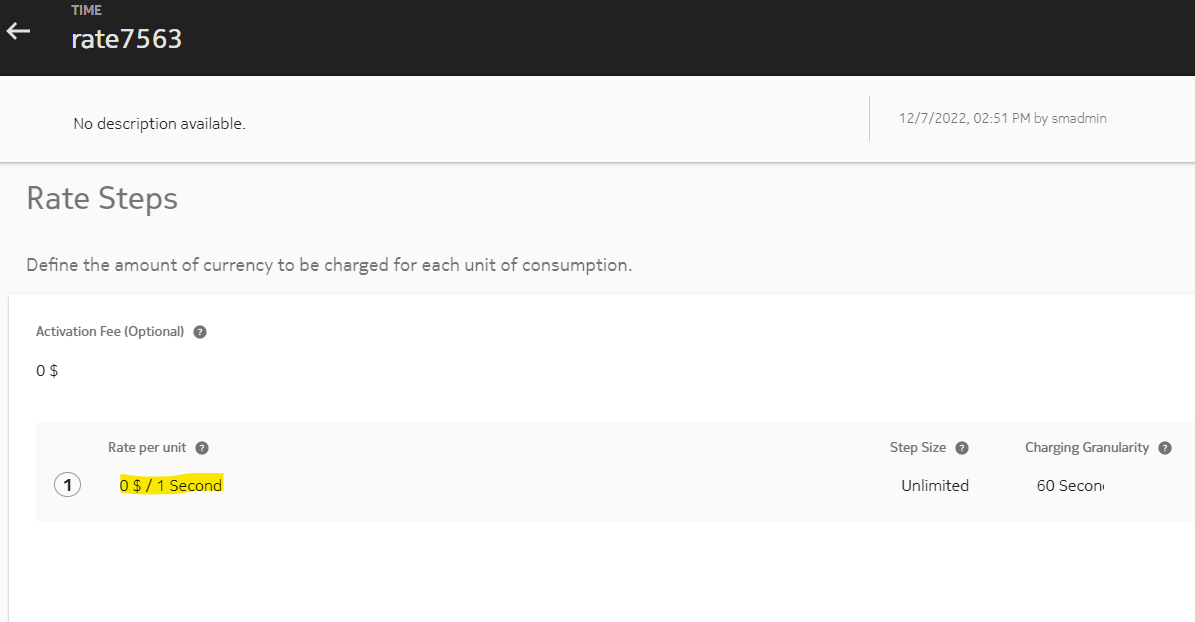 TIME
rate7563
No description available.
12/7/2022, 02:51 PM by smadmin
Rate Steps
Define the amount of currency to be charged for each unit of consumption.
Activation Fee (Optional) ?
0 $
Rate per unit ? Step Size ? Charging Granularity ?
1 0 $ / 1 Second Unlimited 60 Secon